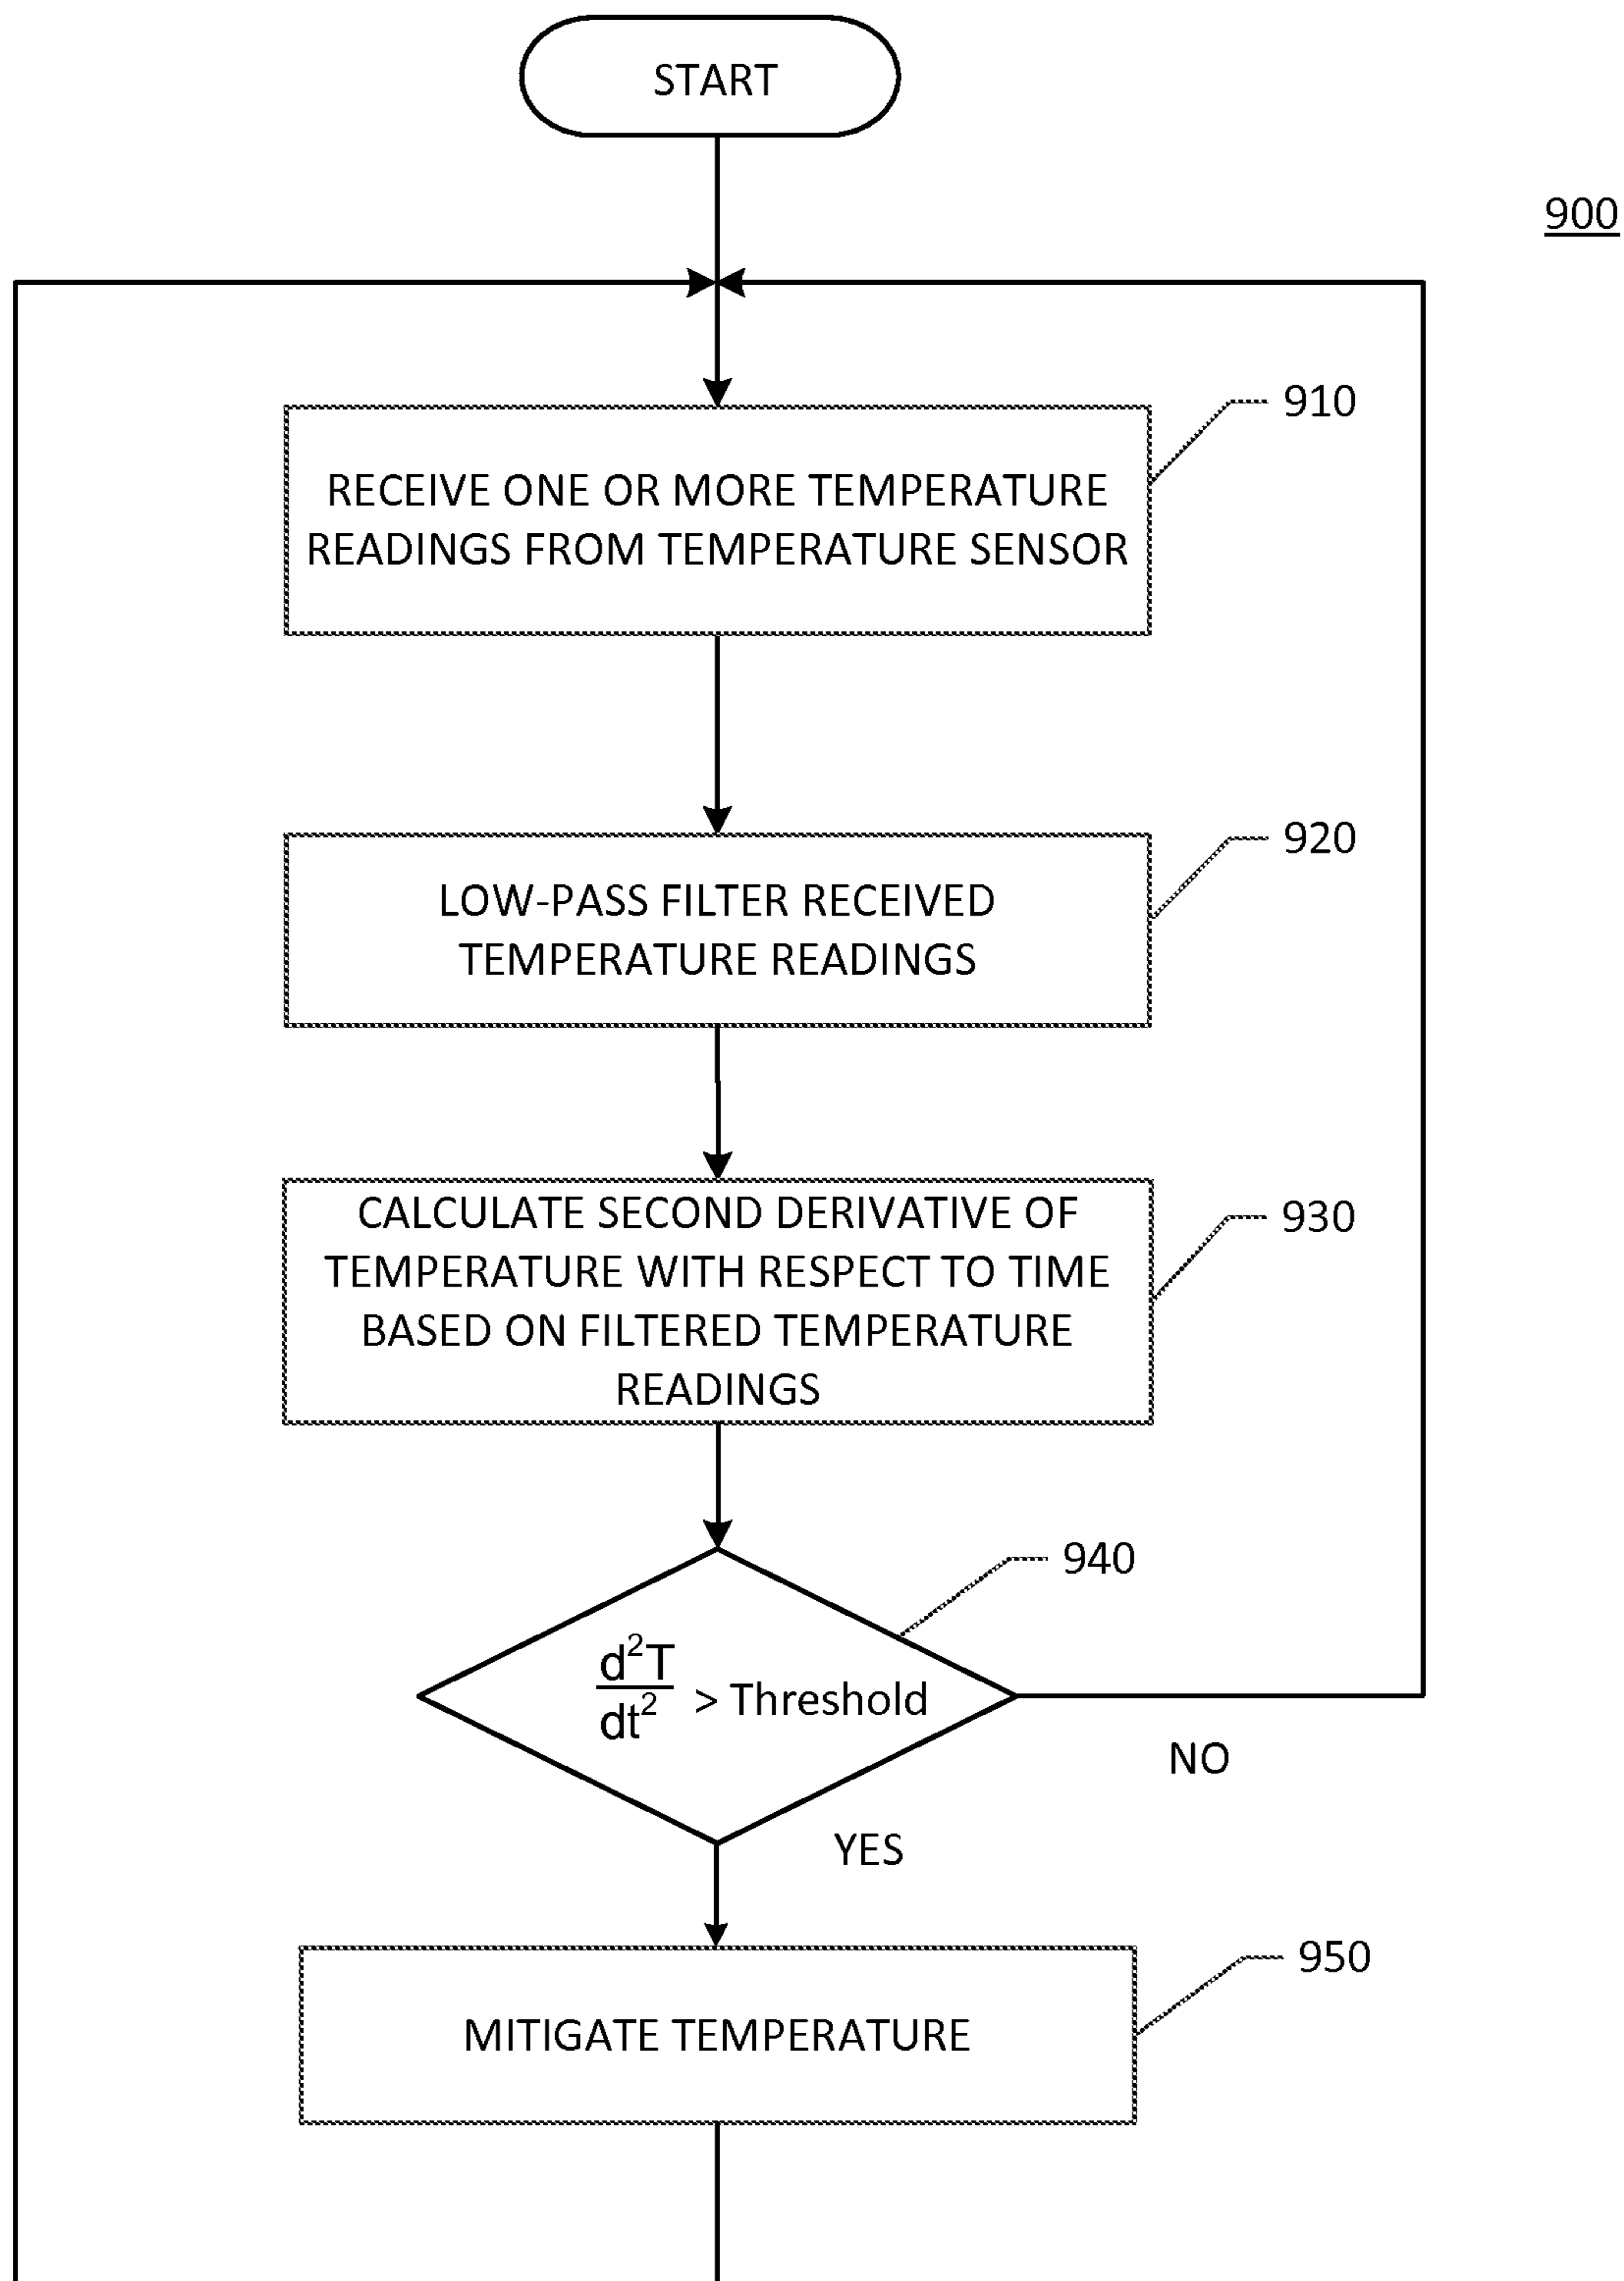 START
900
910
RECEIVE ONE OR MORE TEMPERATURE
READINGS FROM TEMPERATURE SENSOR
920
LOW-PASS FILTER RECEIVED
TEMPERATURE READINGS
930
CALCULATE SECOND DERIVATIVE OF
TEMPERATURE WITH RESPECT TO TIME
BASED ON FILTERED TEMPERATURE
READINGS
940
d²T
dt² > Threshold
NO
YES
950
MITIGATE TEMPERATURE